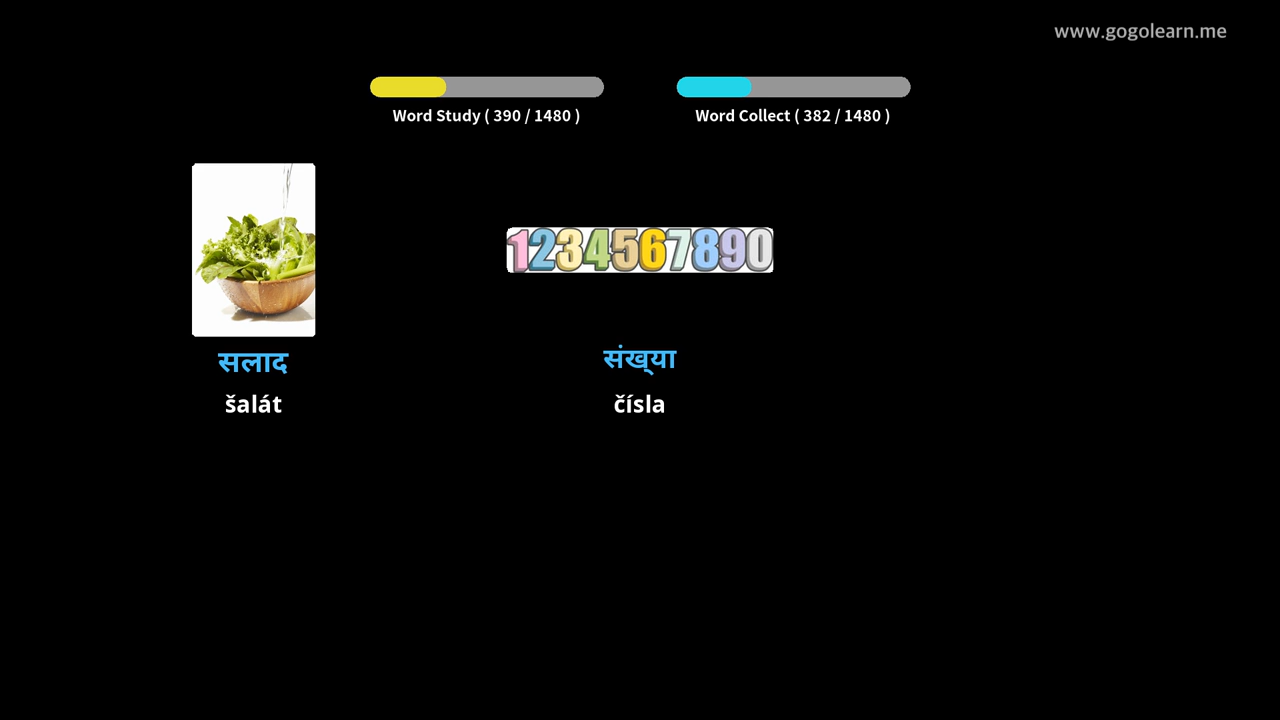 www.gogolearn.me
Word Study ( 390 / 1480 )
Word Collect ( 382 / 1480 )
1234567890
सलाद
šalát
संख्या
čísla